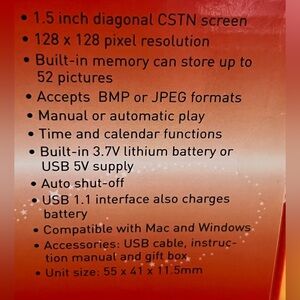 • 1.5 inch diagonal CSTN screen
• 128 x 128 pixel resolution
• Built-in memory can store up to
52 pictures
• Accepts BMP or JPEG formats
• Manual or automatic play
• Time and calendar functions
• Built-in 3.7V lithium battery or
USB 5V supply
• Auto shut-off
• USB 1.1 interface also charges
battery
• Compatible with Mac and Windows
• Accessories: USB cable, instruc-
tion manual and gift box
• Unit size: 55 x 41 x 11.5mm